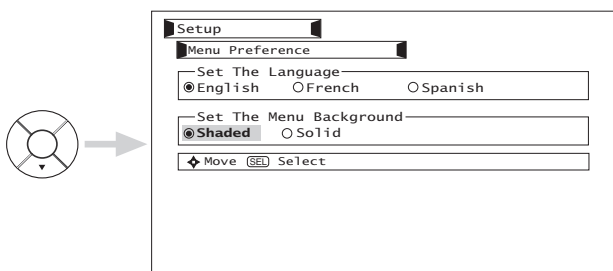 Setup
Menu Preference
Set The Language
English French Spanish
Set The Menu Background
Shaded Solid
Move SEL Select